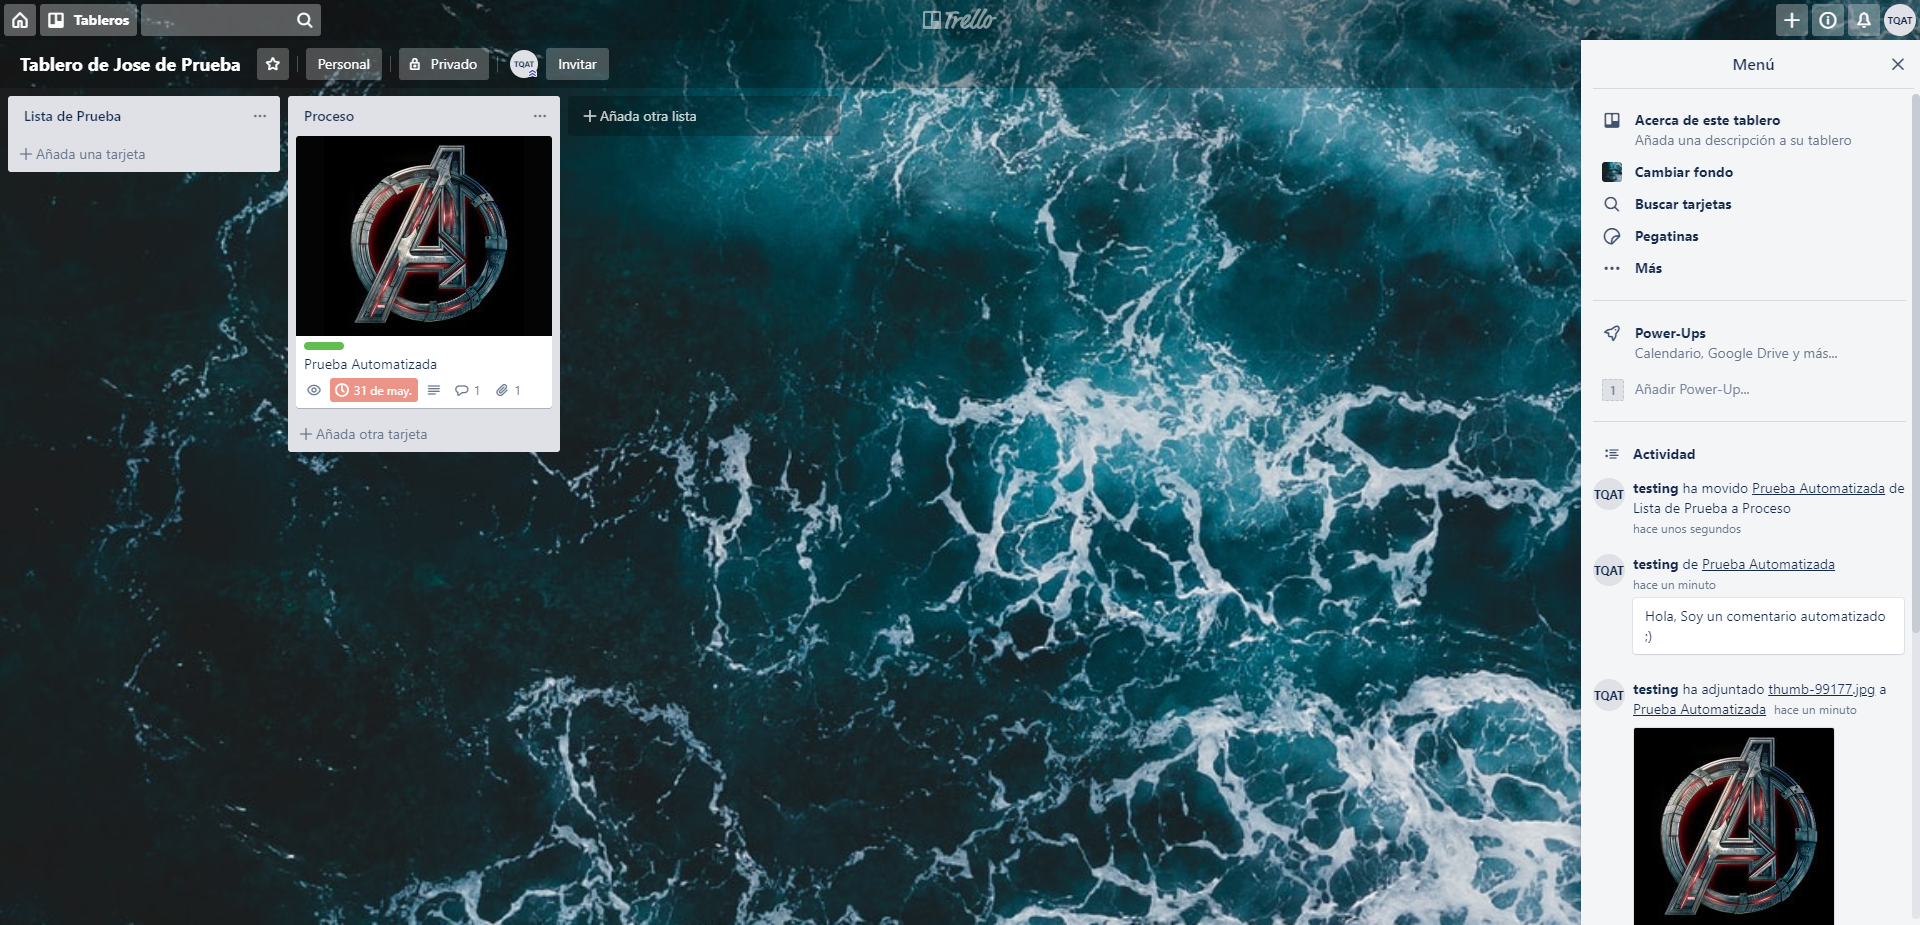 Tableros
Trello
TQAT
Tablero de Jose de Prueba
Personal
Privado
TQAT
Invitar
Lista de Prueba
Añada una tarjeta
Proceso
Prueba Automatizada
31 de may.
1
1
Añada otra tarjeta
Añada otra lista
Menú
Acerca de este tablero
Añada una descripción a su tablero
Cambiar fondo
Buscar tarjetas
Pegatinas
Más
Power-Ups
Calendario, Google Drive y más...
1
Añadir Power-Up...
Actividad
TQAT
testing ha movido Prueba Automatizada de
Lista de Prueba a Proceso
hace unos segundos
TQAT
testing de Prueba Automatizada
hace un minuto
Hola, Soy un comentario automatizado
;)
TQAT
testing ha adjuntado thumb-99177.jpg a
Prueba Automatizada hace un minuto